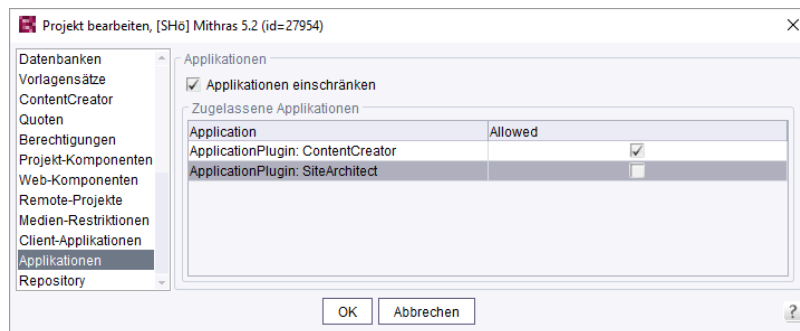 Projekt bearbeiten, [SHö] Mithras 5.2 (id=27954)
Datenbanken
Vorlagensätze
ContentCreator
Quoten
Berechtigungen
Projekt-Komponenten
Web-Komponenten
Remote-Projekte
Medien-Restriktionen
Client-Applikationen
Applikationen
Repository
Applikationen
Applikationen einschränken
Zugelassene Applikationen
Application Allowed
ApplicationPlugin: ContentCreator
ApplicationPlugin: SiteArchitect
OK Abbrechen ?